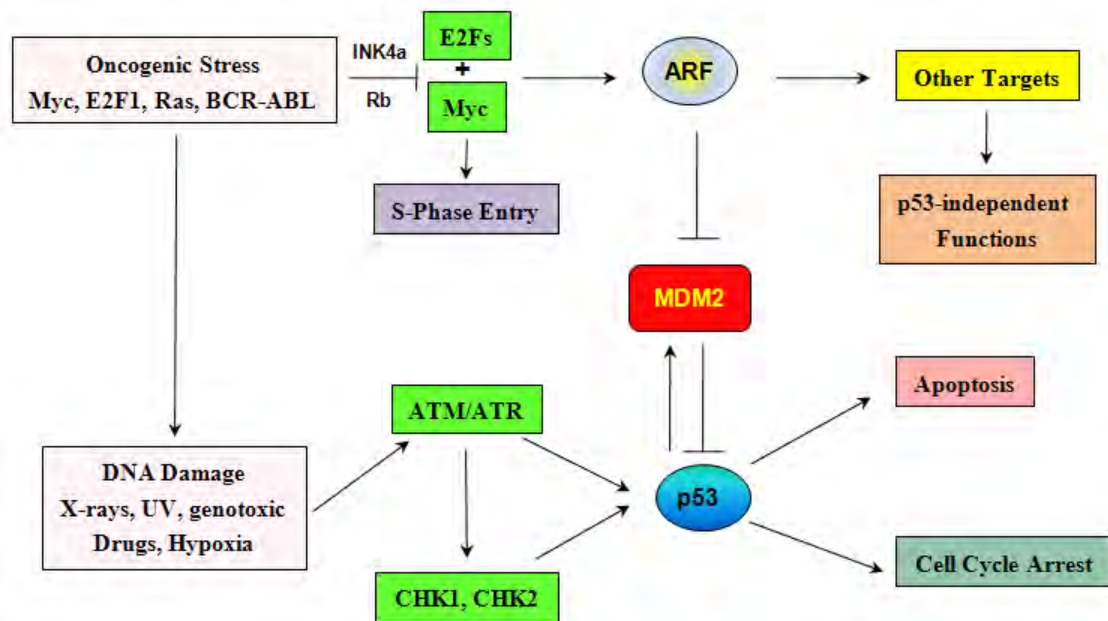 Oncogenic Stress
Myc, E2F1, Ras, BCR-ABL
INK4a
Rb
E2Fs
+
Myc
S-Phase Entry
ARF
Other Targets
p53-independent
Functions
MDM2
ATM/ATR
Apoptosis
DNA Damage
X-rays, UV, genotoxic
Drugs, Hypoxia
p53
CHK1, CHK2
Cell Cycle Arrest